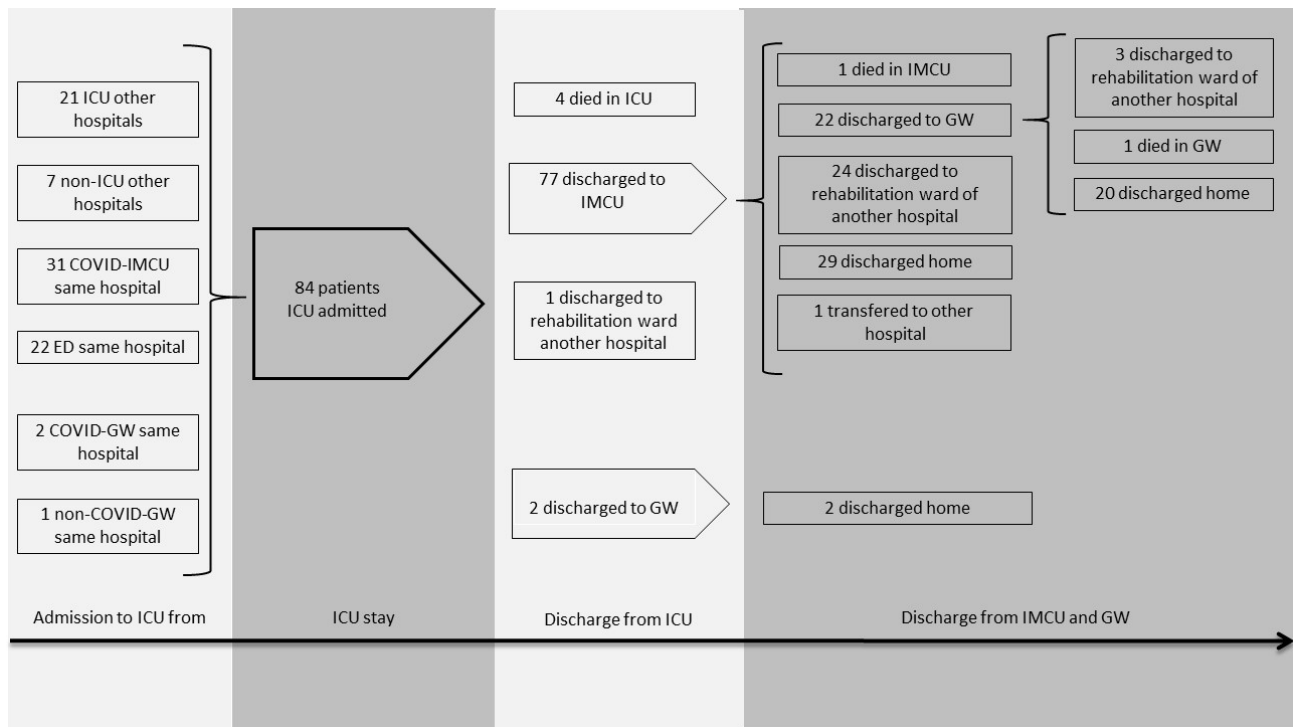 21 ICU other
hospitals
7 non-ICU other
hospitals
31 COVID-IMCU
same hospital
22 ED same hospital
2 COVID-GW same
hospital
1 non-COVID-GW
same hospital
84 patients
ICU admitted
4 died in ICU
77 discharged to
IMCU
1 discharged to
rehabilitation ward
another hospital
2 discharged to GW
1 died in IMCU
22 discharged to GW
24 discharged to
rehabilitation ward of
another hospital
29 discharged home
1 transfered to other
hospital
2 discharged home
3 discharged to
rehabilitation ward of
another hospital
1 died in GW
20 discharged home
Admission to ICU from
ICU stay
Discharge from ICU
Discharge from IMCU and GW